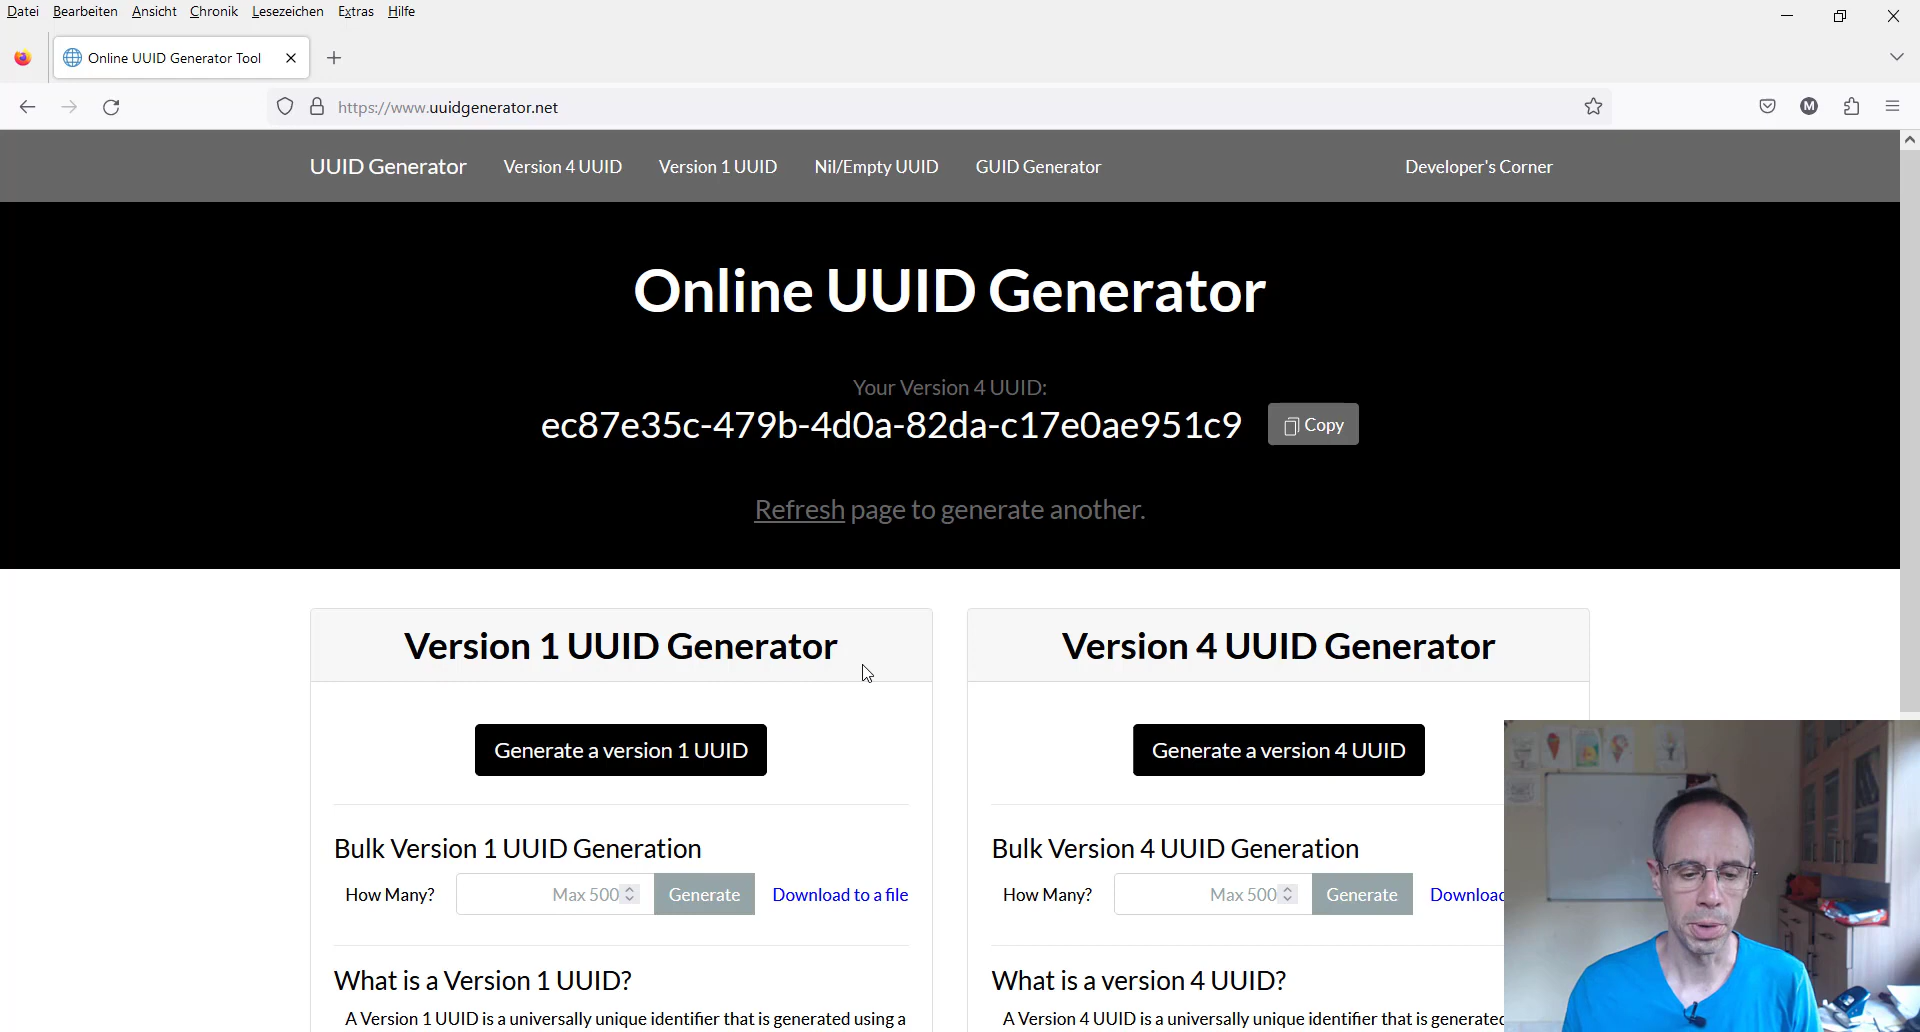 Datei Bearbeiten Ansicht Chronik Lesezeichen Extras Hilfe
Online UUID Generator Tool
https://www.uuidgenerator.net
M
UUID Generator Version 4 UUID Version 1 UUID Nil/Empty UUID GUID Generator Developer's Corner
Online UUID Generator
Your Version 4 UUID:
ec87e35c-479b-4d0a-82da-c17e0ae951c9 Copy
Refresh page to generate another.
Version 1 UUID Generator
Generate a version 1 UUID
Bulk Version 1 UUID Generation
How Many? Max 500 Generate Download to a file
What is a Version 1 UUID?
A Version 1 UUID is a universally unique identifier that is generated using a
Version 4 UUID Generator
Generate a version 4 UUID
Bulk Version 4 UUID Generation
How Many? Max 500 Generate Download
What is a version 4 UUID?
A Version 4 UUID is a universally unique identifier that is generated